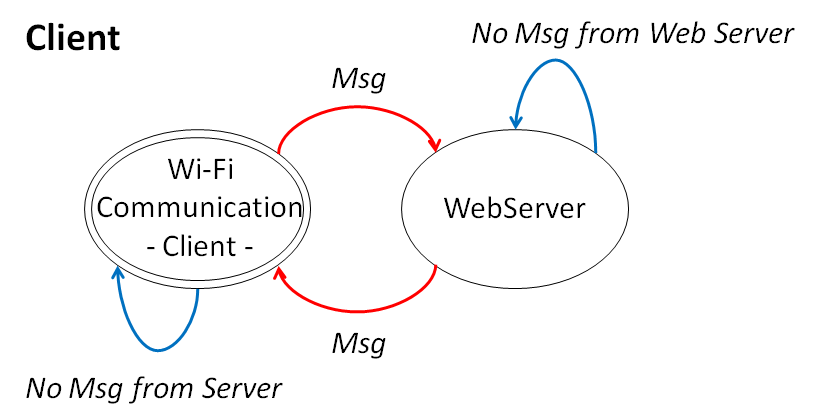 Client
No Msg from Web Server
Msg
Wi-Fi
Communication
- Client -
WebServer
Msg
No Msg from Server